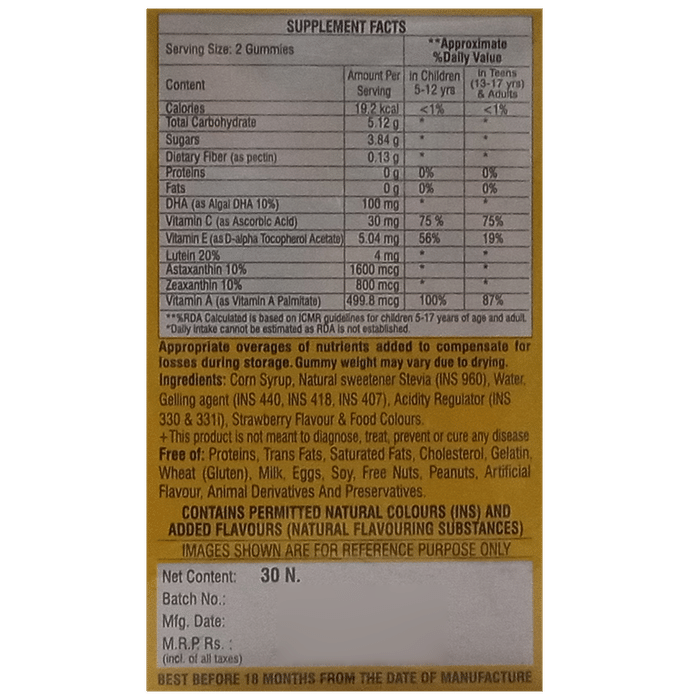 SUPPLEMENT FACTS
Serving Size: 2 Gummies
**Approximate %Daily Value
Content Amount Per Serving In Children 5-12 yrs In Teens (13-17 yrs) & Adults
Calories 19.2 kcal <1% <1%
Total Carbohydrate 5.12 g * *
Sugars 3.84 g * *
Dietary Fiber (as pectin) 0.13 g * *
Proteins 0 g 0% 0%
Fats 0 g 0% 0%
DHA (as Algal DHA 10%) 100 mg * *
Vitamin C (as Ascorbic Acid) 30 mg 75 % 75%
Vitamin E (as D-alpha Tocopherol Acetate) 5.04 mg 56% 19%
Lutein 20% 4 mg * *
Astaxanthin 10% 1600 mcg * *
Zeaxanthin 10% 800 mcg * *
Vitamin A (as Vitamin A Palmitate) 499.8 mcg 100% 87%
**%RDA Calculated is based on ICMR guidelines for children 5-17 years of age and adult.
*Daily intake cannot be estimated as RDA is not established.
Appropriate overages of nutrients added to compensate for
losses during storage. Gummy weight may vary due to drying.
Ingredients: Corn Syrup, Natural sweetener Stevia (INS 960), Water,
Gelling agent (INS 440, INS 418, INS 407), Acidity Regulator (INS
330 & 331i), Strawberry Flavour & Food Colours.
+This product is not meant to diagnose, treat, prevent or cure any disease
Free of: Proteins, Trans Fats, Saturated Fats, Cholesterol, Gelatin,
Wheat (Gluten), Milk, Eggs, Soy, Free Nuts, Peanuts, Artificial
Flavour, Animal Derivatives And Preservatives.
CONTAINS PERMITTED NATURAL COLOURS (INS) AND
ADDED FLAVOURS (NATURAL FLAVOURING SUBSTANCES)
IMAGES SHOWN ARE FOR REFERENCE PURPOSE ONLY
Net Content: 30 N.
Batch No.:
Mfg. Date:
M.R.P. Rs. :
(incl. of all taxes)
BEST BEFORE 18 MONTHS FROM THE DATE OF MANUFACTURE